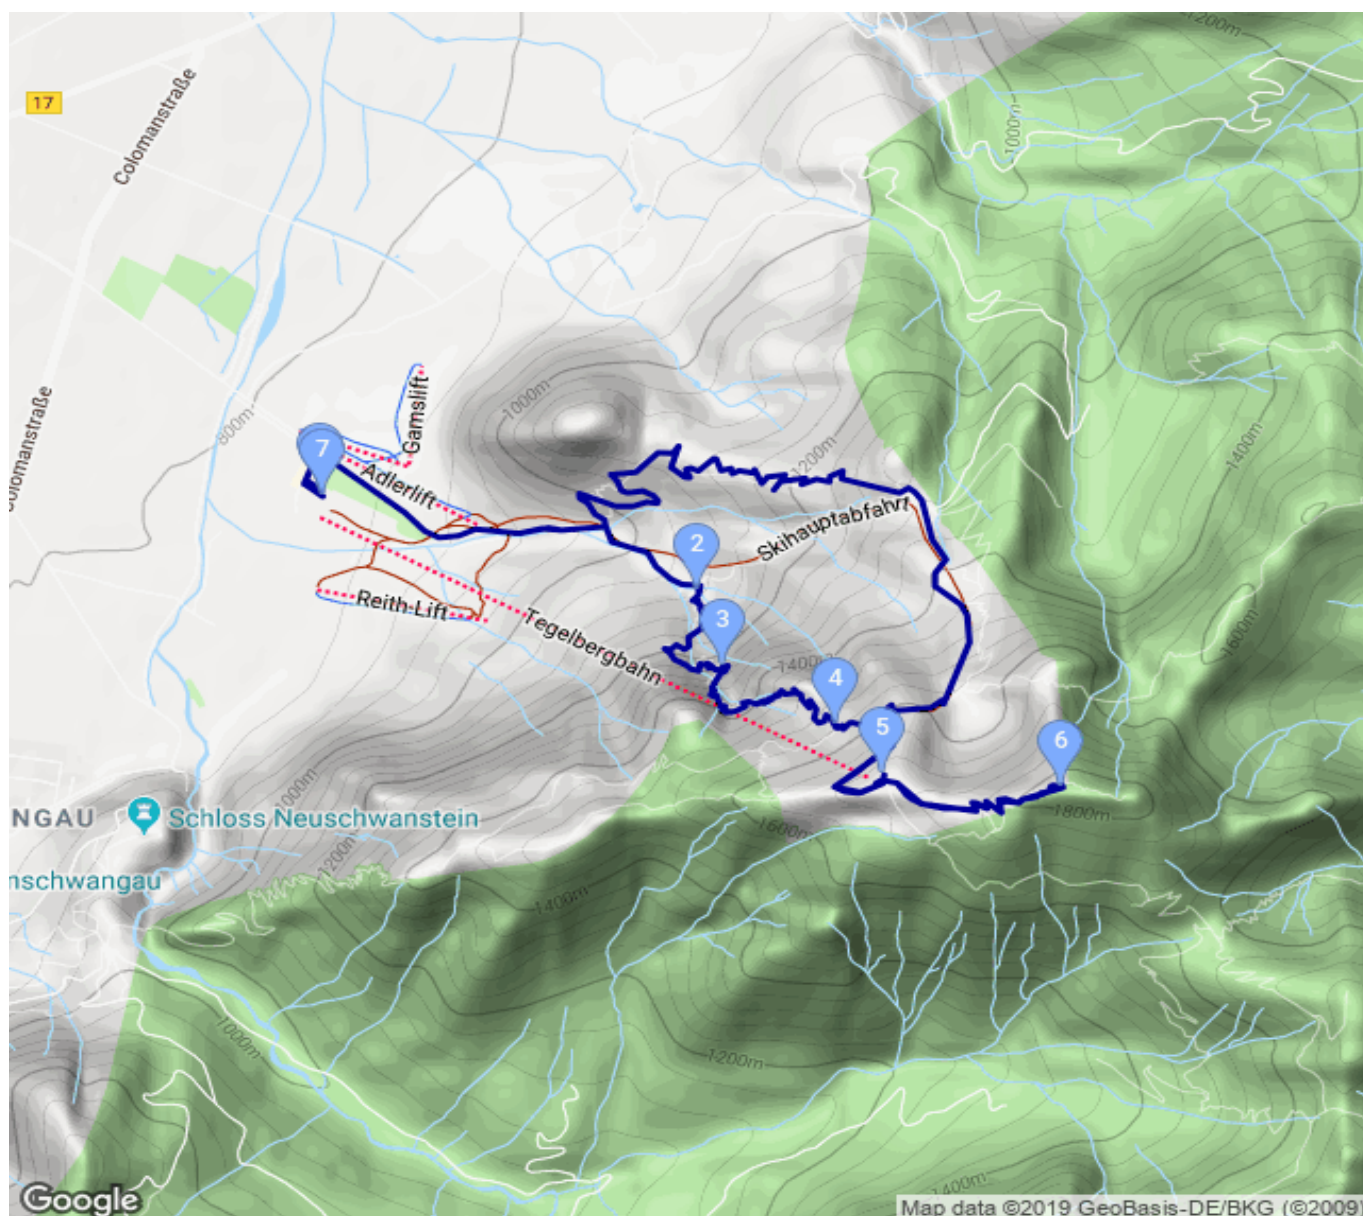 1200m
17
Colomanstraße
1000m
1400m
800m
Gamslift
1000m
7
Adlerlift
1200m
Skihauptabfahrt
2
Reith-Lift
Tegelbergbahn
3
1400m
1600m
4
5
6
1000m
1800m
1600m
NGAU
Schloss Neuschwanstein
1200m
nschwangau
1400m
1000m
1200m
1400m
olomanstraße
Google
Map data ©2019 GeoBasis-DE/BKG (©2009)